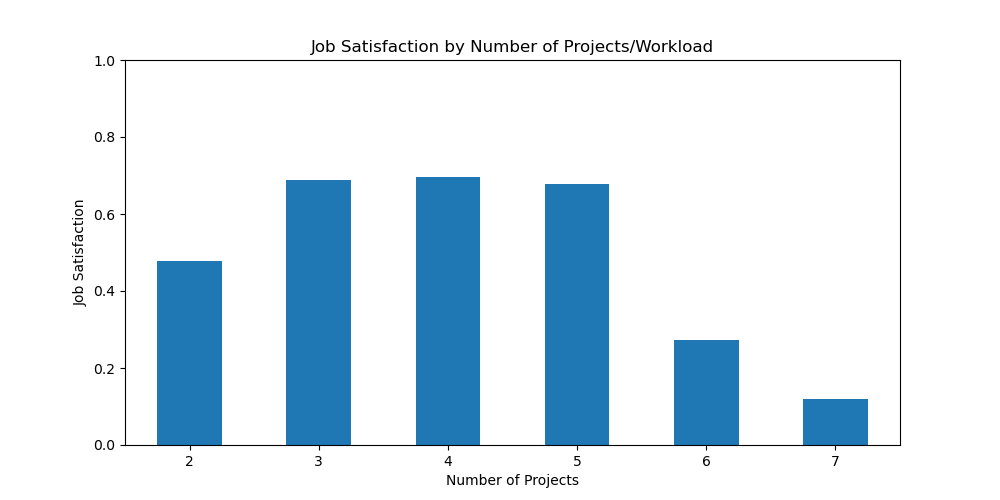 Job Satisfaction by Number of Projects/Workload
1.0
0.8
0.6
0.4
0.2
0.0
Job Satisfaction
2 3 4 5 6 7
Number of Projects